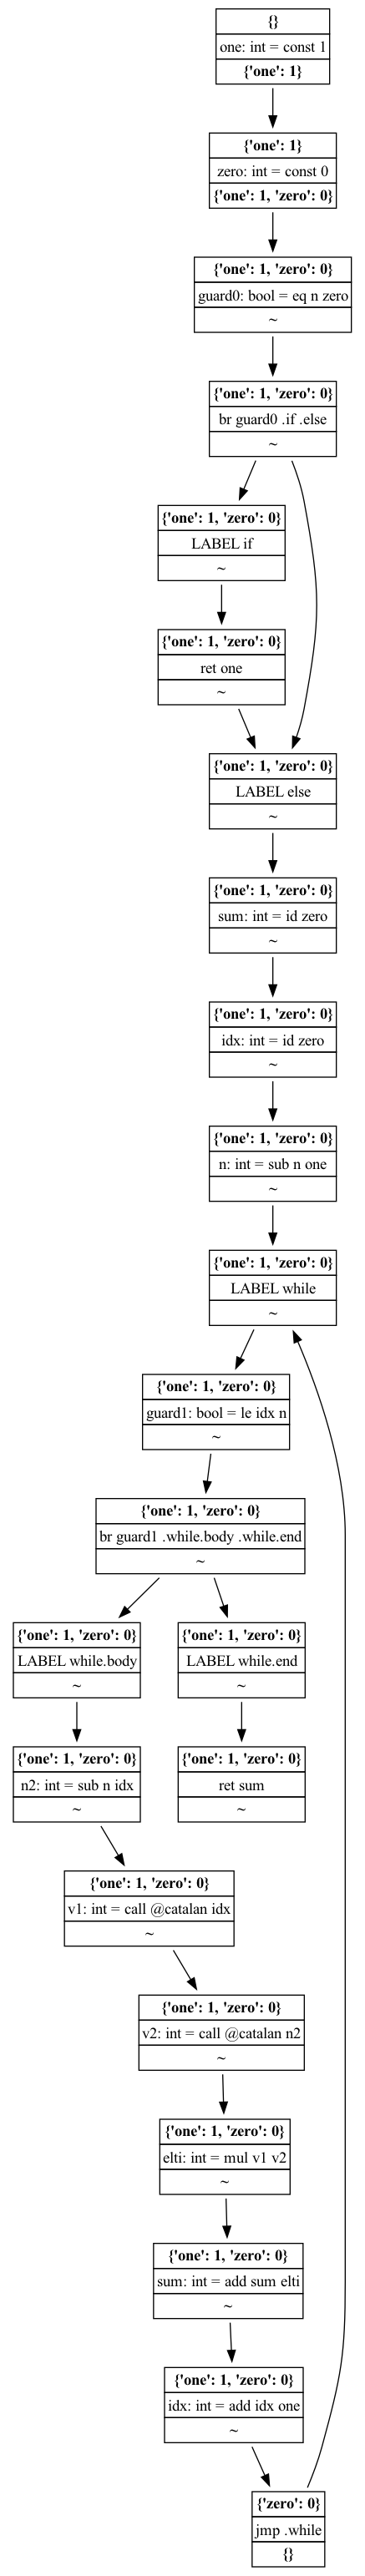 {}
one: int = const 1
{'one': 1}
{'one': 1}
zero: int = const 0
{'one': 1, 'zero': 0}
{'one': 1, 'zero': 0}
guard0: bool = eq n zero
~
{'one': 1, 'zero': 0}
br guard0 .if .else
~
{'one': 1, 'zero': 0}
LABEL if
~
{'one': 1, 'zero': 0}
ret one
~
{'one': 1, 'zero': 0}
LABEL else
~
{'one': 1, 'zero': 0}
sum: int = id zero
~
{'one': 1, 'zero': 0}
idx: int = id zero
~
{'one': 1, 'zero': 0}
n: int = sub n one
~
{'one': 1, 'zero': 0}
LABEL while
~
{'one': 1, 'zero': 0}
guard1: bool = le idx n
~
{'one': 1, 'zero': 0}
br guard1 .while.body .while.end
~
{'one': 1, 'zero': 0}
LABEL while.body
~
{'one': 1, 'zero': 0}
LABEL while.end
~
{'one': 1, 'zero': 0}
n2: int = sub n idx
~
{'one': 1, 'zero': 0}
ret sum
~
{'one': 1, 'zero': 0}
v1: int = call @catalan idx
~
{'one': 1, 'zero': 0}
v2: int = call @catalan n2
~
{'one': 1, 'zero': 0}
elti: int = mul v1 v2
~
{'one': 1, 'zero': 0}
sum: int = add sum elti
~
{'one': 1, 'zero': 0}
idx: int = add idx one
~
{'zero': 0}
jmp .while
{}